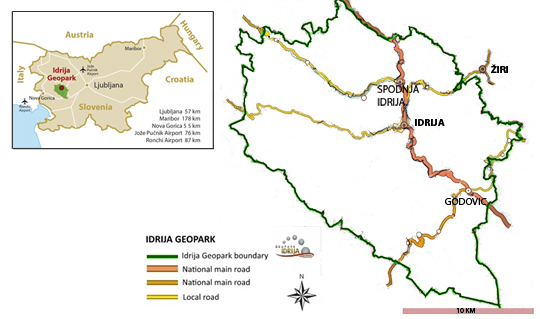 Austria
Hungary
Maribor
Idrija
Geopark
Jože
Pučnik
Airport
Ljubljana
Croatia
Italy
Nova Gorica
Ronchi
Airport
Slovenia
Ljubljana 57 km
Maribor 178 km
Nova Gorica 5 5 km
Jože Pučnik Airport 76 km
Ronchi Airport 87 km
ŽIRI
SPODNJA
IDRIJA
IDRIJA
GODOVIČ
IDRIJA GEOPARK
Idrija Geopark boundary
National main road
National main road
Local road
GEOPARK
IDRIJA
N
10 KM